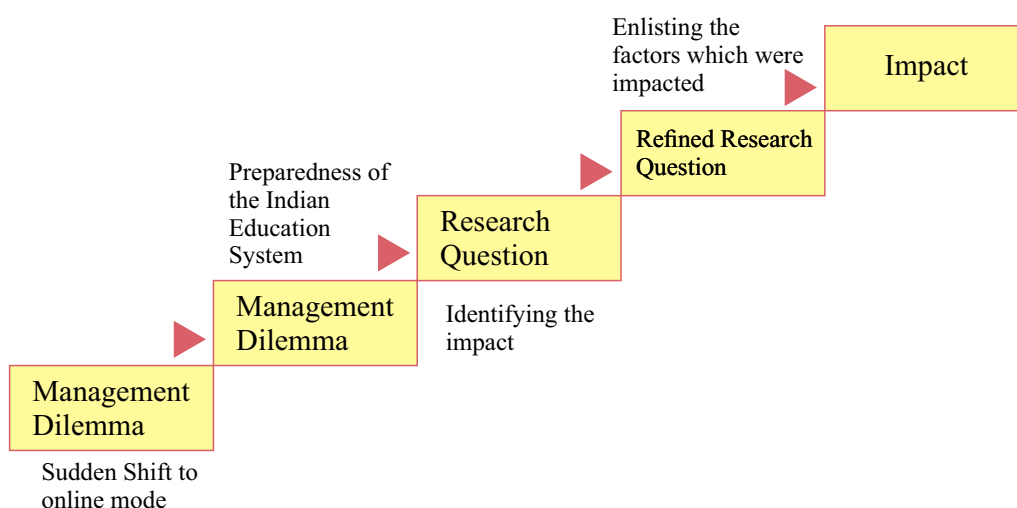 Enlisting the
factors which were
impacted
Impact
Refined Research
Question
Preparedness of
the Indian
Education
System
Research
Question
Management
Dilemma
Identifying the
impact
Management
Dilemma
Sudden Shift to
online mode